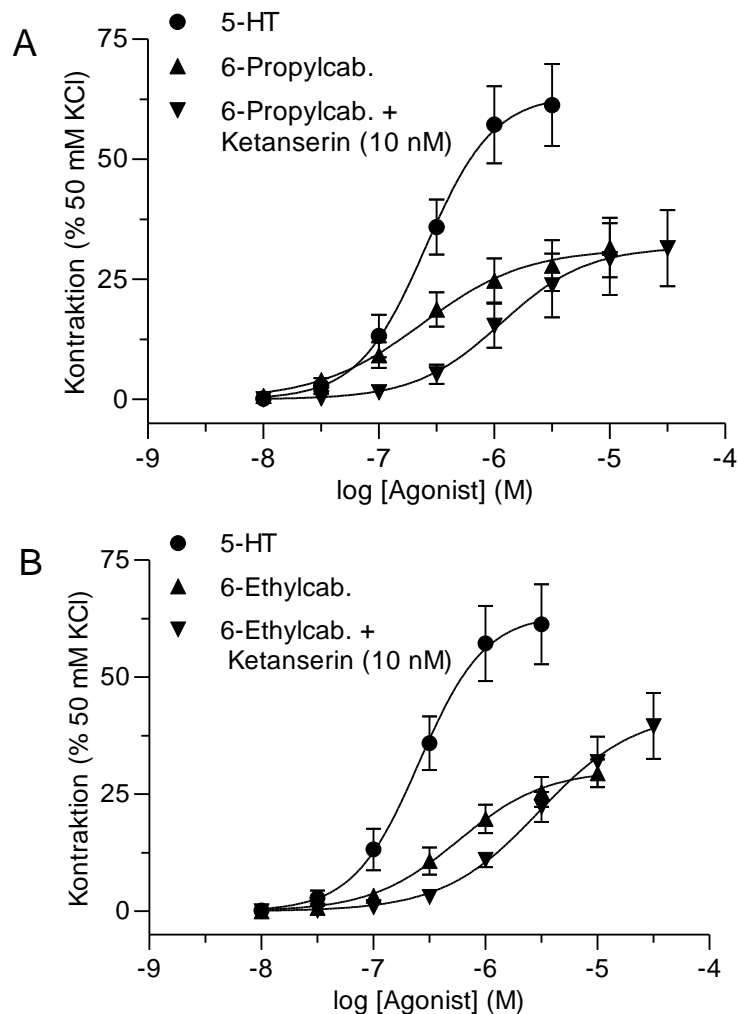 A
5-HT
6-Propylcab.
6-Propylcab. +
Ketanserin (10 nM)
Kontraktion (% 50 mM KCl)
75
50
25
0
-9 -8 -7 -6 -5 -4
log [Agonist] (M)
B
5-HT
6-Ethylcab.
6-Ethylcab. +
Ketanserin (10 nM)
Kontraktion (% 50 mM KCl)
75
50
25
0
-9 -8 -7 -6 -5 -4
log [Agonist] (M)